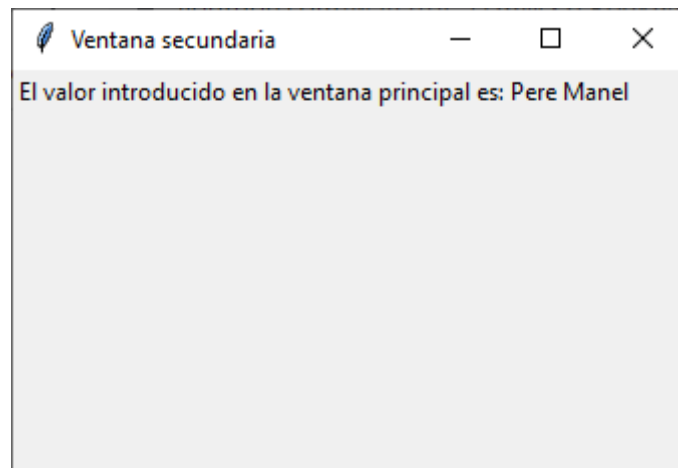 Ventana secundaria
El valor introducido en la ventana principal es: Pere Manel